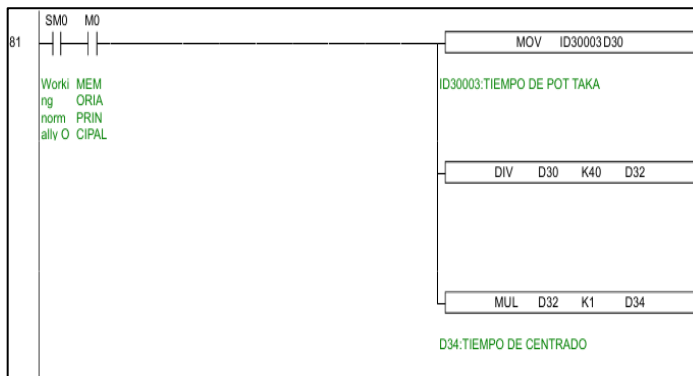 SM0 M0
81
MOV ID30003 D30
Worki MEM
ng ORIA
norm PRIN
ally O CIPAL
ID30003:TIEMPO DE POT TAKA
DIV D30 K40 D32
MUL D32 K1 D34
D34:TIEMPO DE CENTRADO